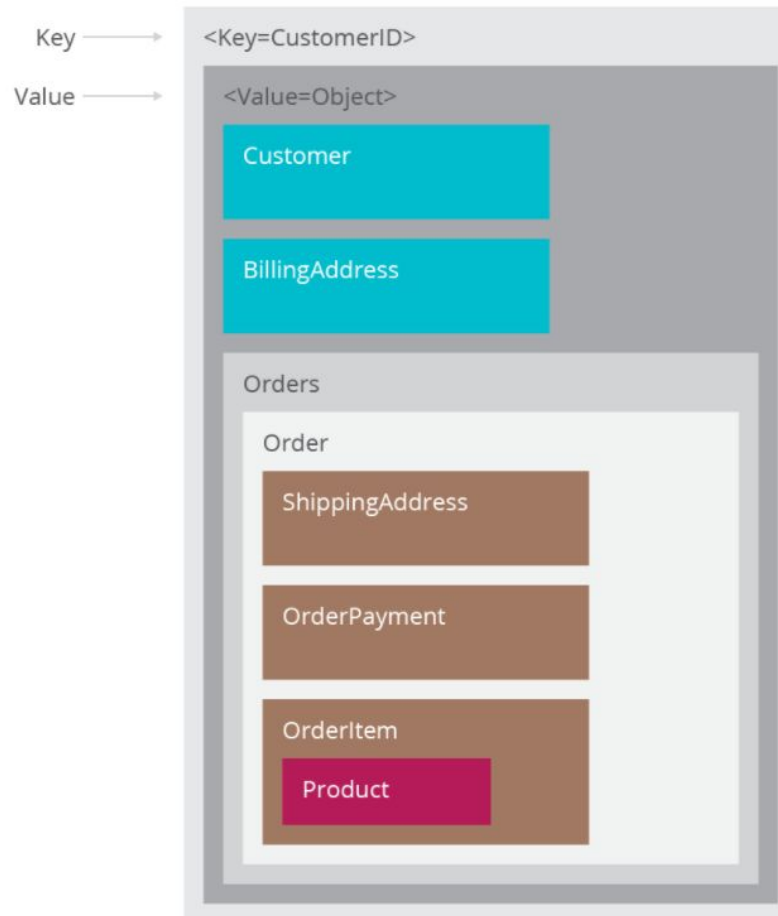 Key
<Key=CustomerID>
Value
<Value=Object>
Customer
BillingAddress
Orders
Order
ShippingAddress
OrderPayment
OrderItem
Product